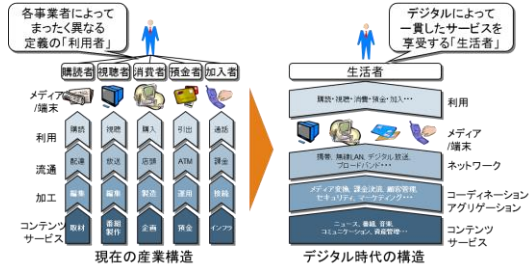 各事業者によって
まったく異なる
定義の「利用者」
購読者 視聴者 消費者 預金者 加入者
メディア
/端末
利用
購読 視聴 購入 引出 通話
流通
配達 放送 店頭 ATM 課金
加工
編集 編集 製造 運用 接続
コンテンツ
サービス
取材 番組
製作 企画 預金 インフラ
現在の産業構造
デジタルによって
一貫したサービスを
享受する「生活者」
生活者
購読・視聴・消費・預金・加入・・・
利用
メディア
/端末
携帯、無線LAN、デジタル放送、
ブロードバンド・・・
ネットワーク
メディア変換、課金決済、顧客管理、
セキュリティ、マーケティング・・・
コーディネーション
アグリゲーション
ニュース、番組、音楽、
コミュニケーション、資産管理・・・
コンテンツ
サービス
デジタル時代の構造